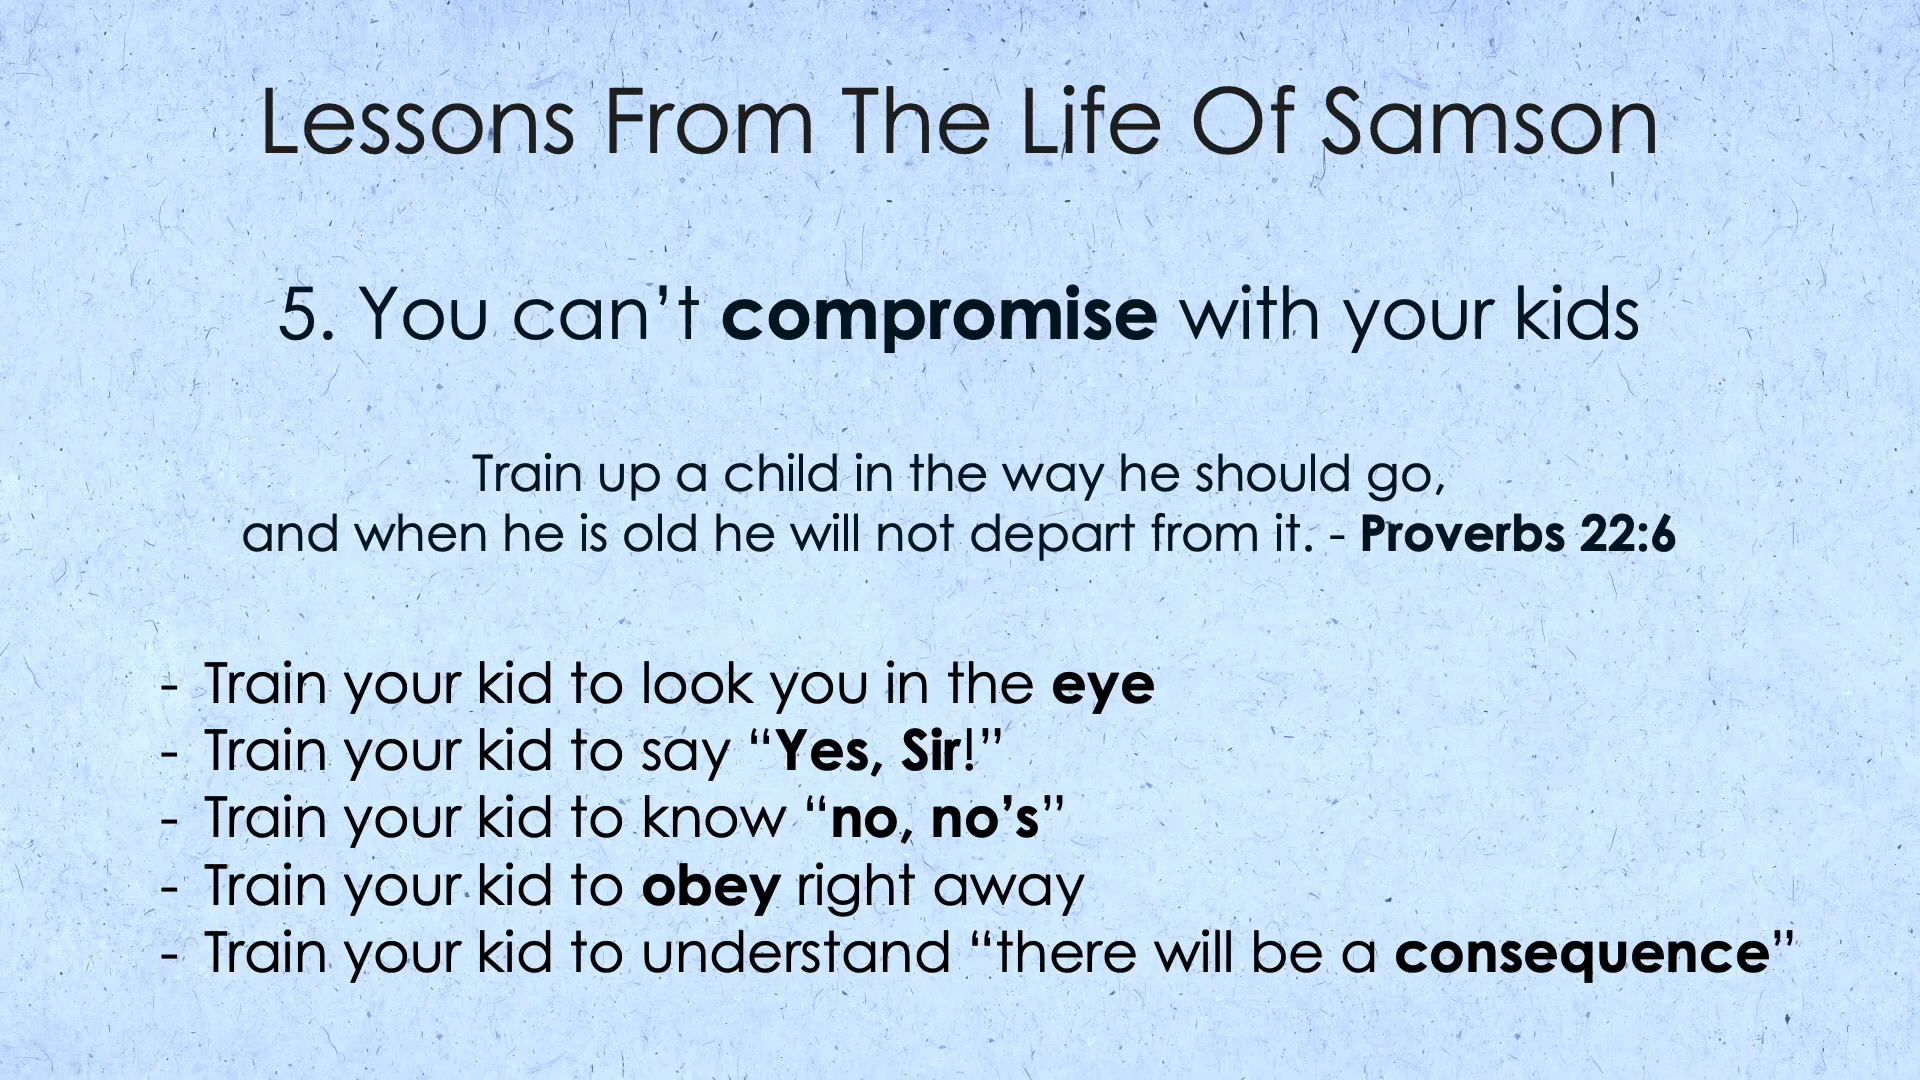 Lessons From The Life Of Samson
5. You can’t compromise with your kids
Train up a child in the way he should go,
and when he is old he will not depart from it. - Proverbs 22:6
- Train your kid to look you in the eye
- Train your kid to say “Yes, Sir!”
- Train your kid to know “no, no’s”
- Train your kid to obey right away
- Train your kid to understand “there will be a consequence”